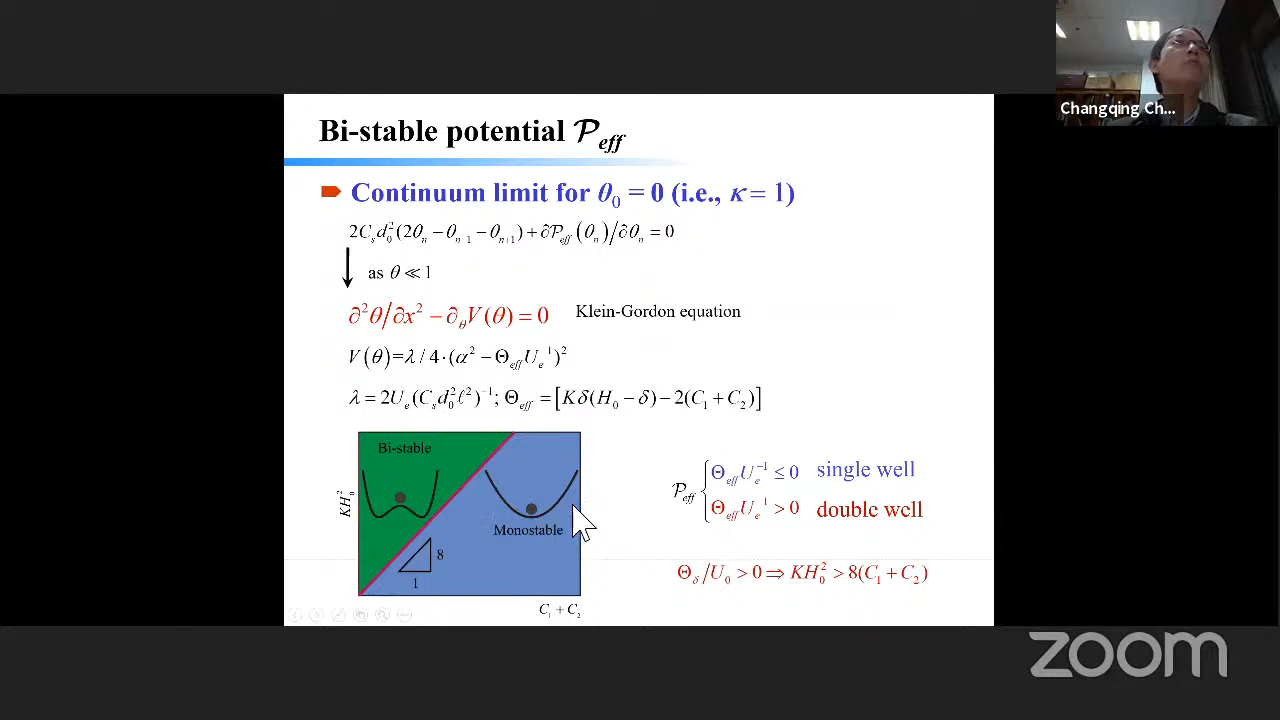 Changqing Ch...
Bi-stable potential 𝒫eff
Continuum limit for θ₀ = 0 (i.e., κ = 1)
2Cₛd₀²(2θₙ − θₙ₋₁ − θₙ₊₁) + ∂𝒫eff(θₙ)/∂θₙ = 0
as θ ≪ 1
∂²θ/∂x² − ∂θV(θ) = 0 Klein-Gordon equation
V(θ)=λ/4·(α² − ΘeffUₑ⁻¹)²
λ = 2Uₑ(Cₛd₀²ℓ²)⁻¹; Θeff = [Kδ(H₀ − δ) − 2(C₁ + C₂)]
Bi-stable
KH₀²
Monostable
8
1
C₁ + C₂
𝒫eff { ΘeffUₑ⁻¹ ≤ 0 single well
ΘeffUₑ⁻¹ > 0 double well
Θδ/U₀ > 0 ⇒ KH₀² > 8(C₁ + C₂)
zoom